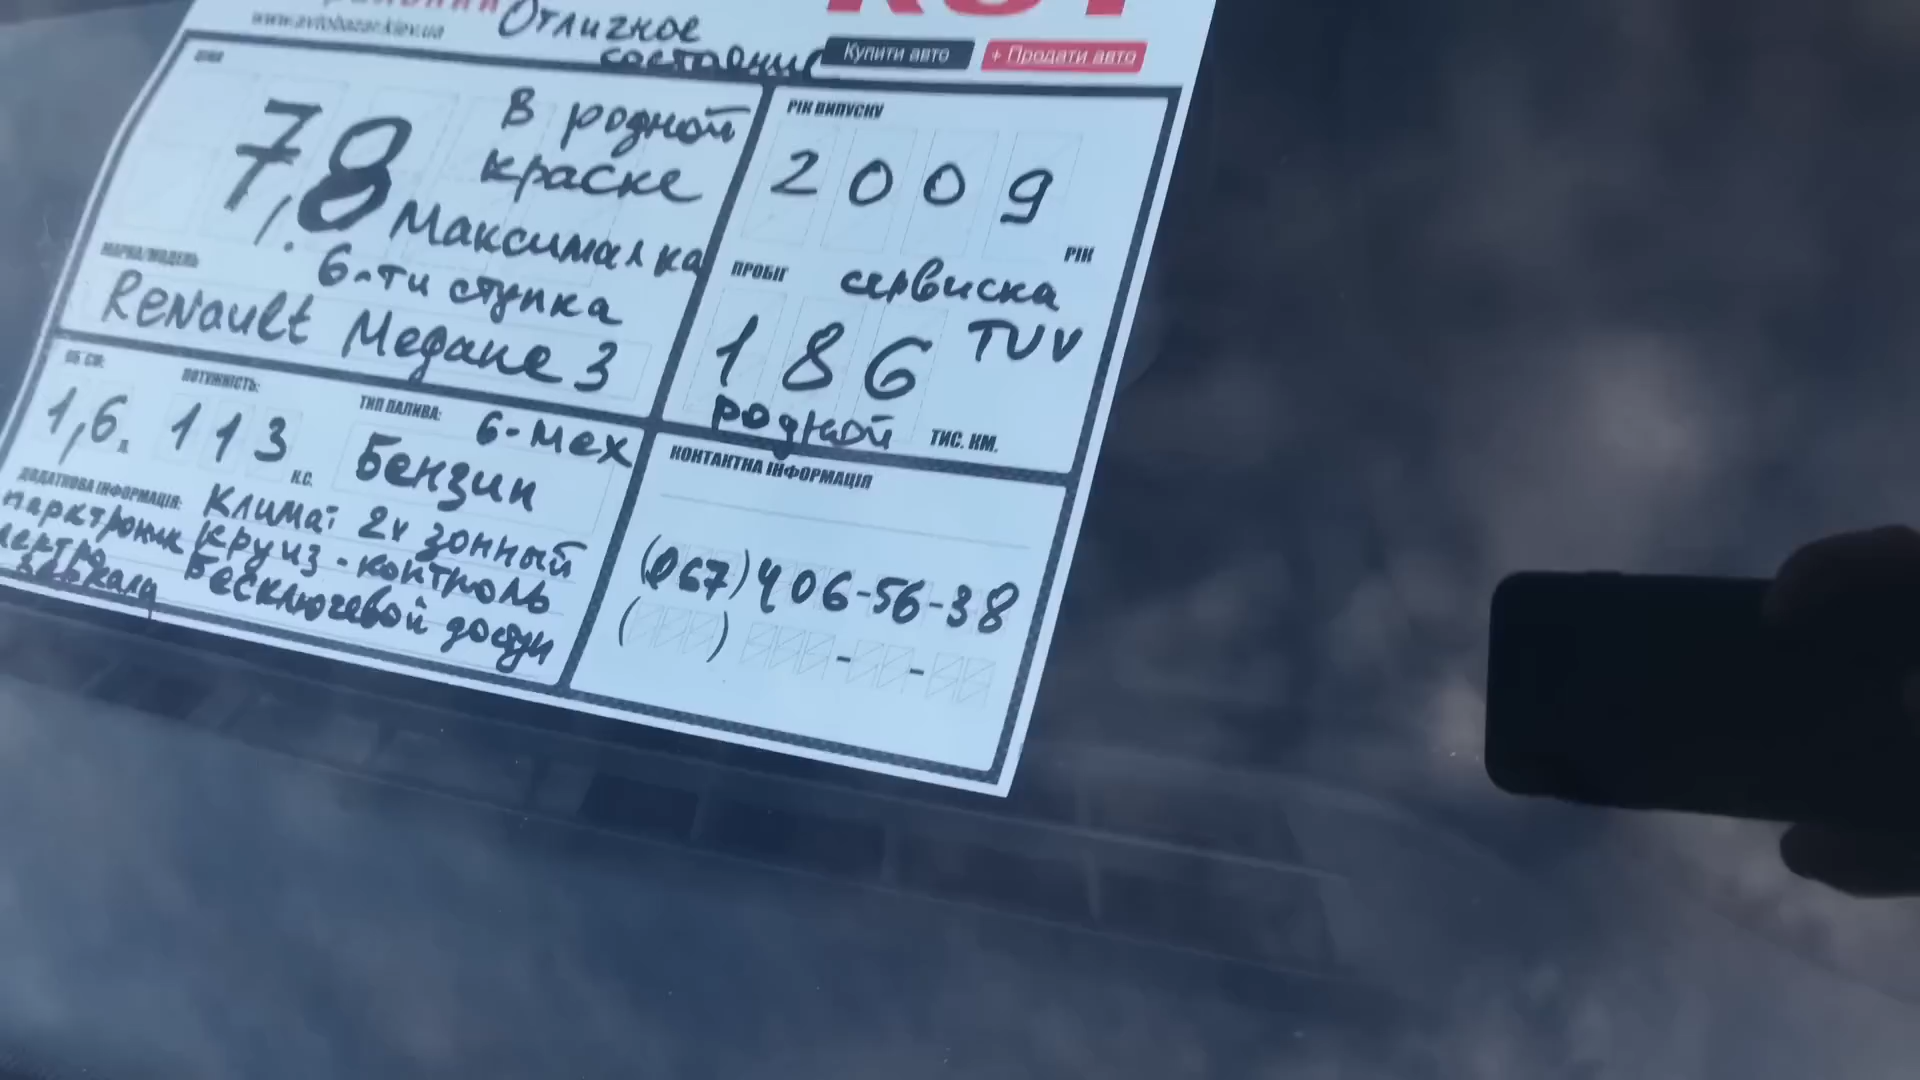 www.avtobazar.kiev.ua
Отличное
состояние
Купити авто
+ Продати авто
ЦІНА
7,8
В родной
краске
Максималка
6-ти ступка
МАРКА/МОДЕЛЬ
Renault Медане 3
РІК ВИПУСКУ
2009
РІК
ПРОБІГ
сервиска
TUV
186
родной
ТИС. КМ.
ОБ'ЄМ:
1,6 л.
ПОТУЖНІСТЬ:
113 К.С.
ТИП ПАЛИВА:
6-мех
Бензин
ДОДАТКОВА ІНФОРМАЦІЯ:
Климат 2х зонный
парктроник круиз-контроль
зеркала Бесключевой доступ
КОНТАКТНА ІНФОРМАЦІЯ
(067) 406-56-38